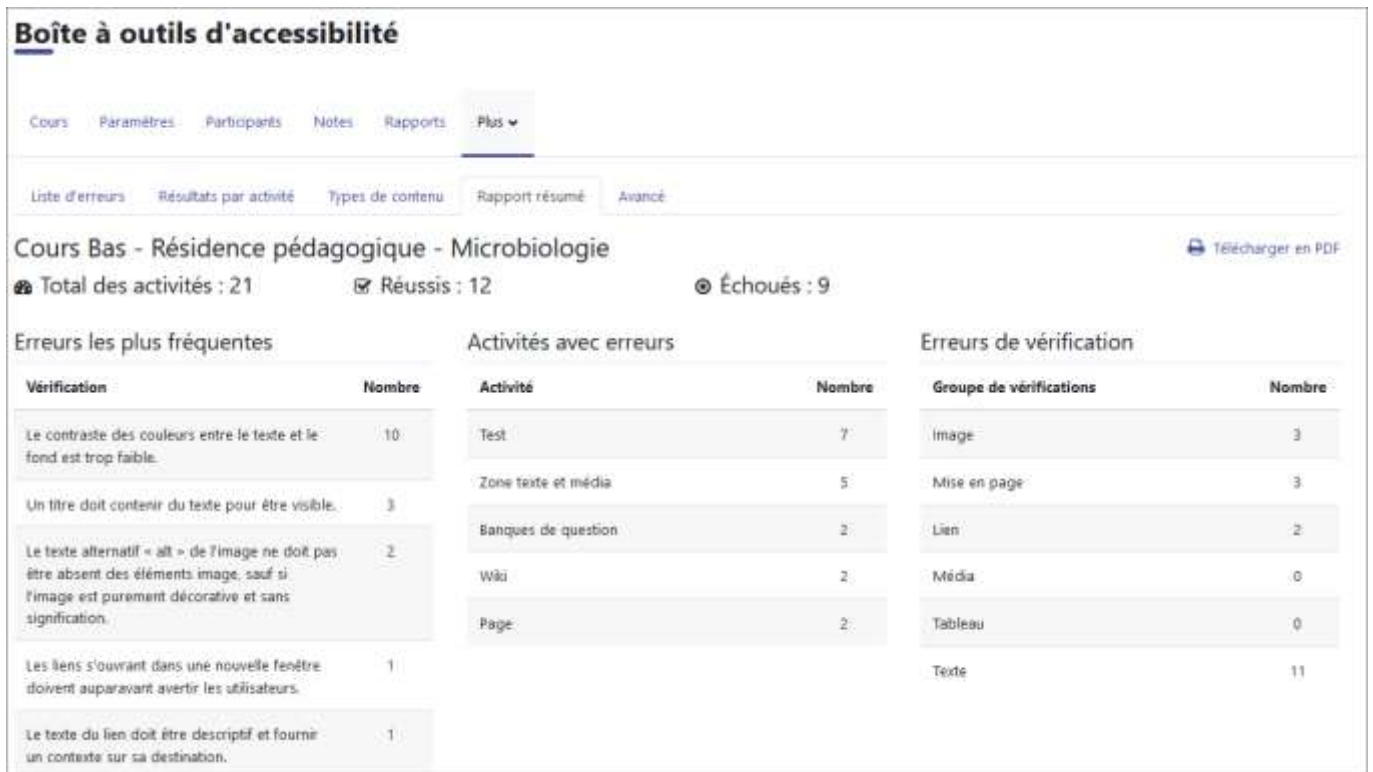 Boîte à outils d'accessibilité
Cours Paramètres Participants Notes Rapports Plus
Liste d'erreurs Résultats par activité Types de contenu Rapport résumé Avancé
Cours Bas - Résidence pédagogique - Microbiologie
Télécharger en PDF
Total des activités : 21 Réussis : 12 Échoués : 9
Erreurs les plus fréquentes
Vérification Nombre
Le contraste des couleurs entre le texte et le 10
fond est trop faible.
Un titre doit contenir du texte pour être visible. 3
Le texte alternatif « alt » de l'image ne doit pas 2
être absent des éléments image, sauf si
l'image est purement décorative et sans
signification.
Les liens s'ouvrant dans une nouvelle fenêtre 1
doivent auparavant avertir les utilisateurs.
Le texte du lien doit être descriptif et fournir 1
un contexte sur sa destination.
Activités avec erreurs
Activité Nombre
Test 7
Zone texte et média 5
Banques de question 2
Wiki 2
Page 2
Erreurs de vérification
Groupe de vérifications Nombre
Image 3
Mise en page 3
Lien 2
Média 0
Tableau 0
Texte 11